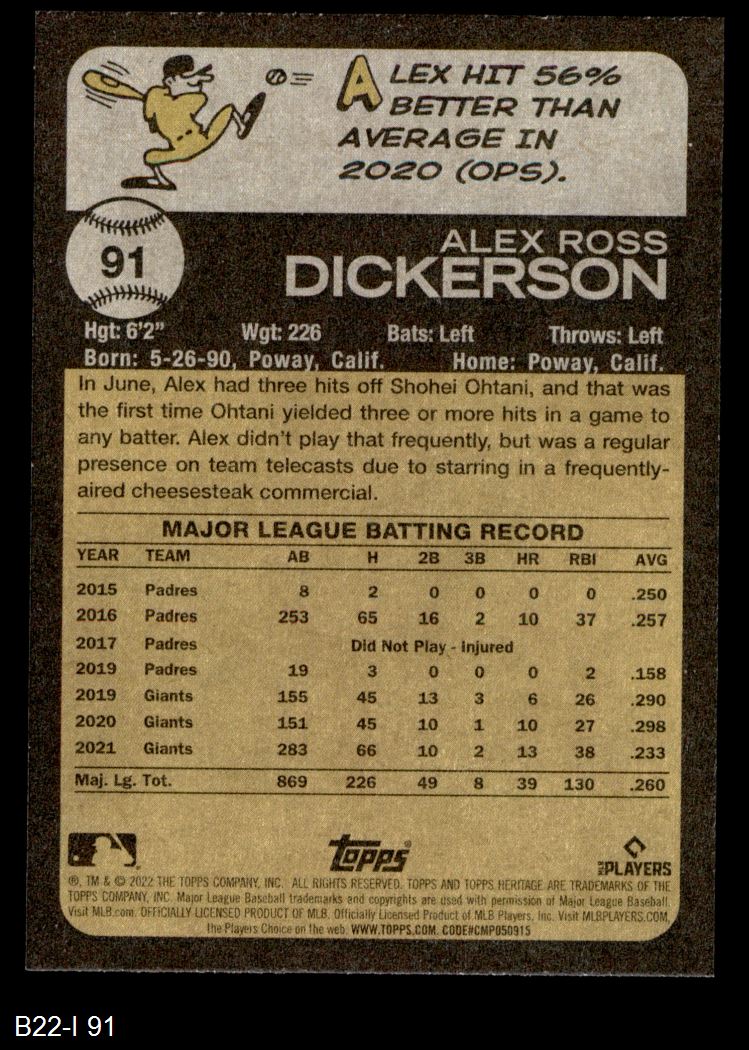 ALEX HIT 56%
BETTER THAN
AVERAGE IN
2020 (OPS).
91
ALEX ROSS
DICKERSON
Hgt: 6'2" Wgt: 226 Bats: Left Throws: Left
Born: 5-26-90, Poway, Calif. Home: Poway, Calif.
In June, Alex had three hits off Shohei Ohtani, and that was
the first time Ohtani yielded three or more hits in a game to
any batter. Alex didn't play that frequently, but was a regular
presence on team telecasts due to starring in a frequently-
aired cheesesteak commercial.
MAJOR LEAGUE BATTING RECORD
YEAR TEAM AB H 2B 3B HR RBI AVG
2015 Padres 8 2 0 0 0 0 .250
2016 Padres 253 65 16 2 10 37 .257
2017 Padres Did Not Play - Injured
2019 Padres 19 3 0 0 0 2 .158
2019 Giants 155 45 13 3 6 26 .290
2020 Giants 151 45 10 1 10 27 .298
2021 Giants 283 66 10 2 13 38 .233
Maj. Lg. Tot. 869 226 49 8 39 130 .260
Topps®
MLB PLAYERS
®, TM & © 2022 THE TOPPS COMPANY, INC. ALL RIGHTS RESERVED. TOPPS AND TOPPS HERITAGE ARE TRADEMARKS OF THE
TOPPS COMPANY, INC. Major League Baseball trademarks and copyrights are used with permission of Major League Baseball.
Visit MLB.com. OFFICIALLY LICENSED PRODUCT OF MLB. Officially Licensed Product of MLB Players, Inc. Visit MLBPLAYERS.COM,
the Players Choice on the web. WWW.TOPPS.COM. CODE#CMP050915
B22-I 91